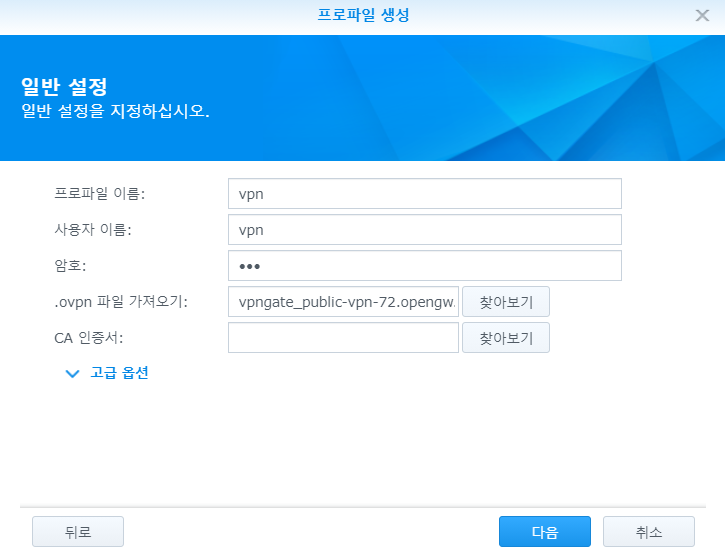 프로파일 생성
일반 설정
일반 설정을 지정하십시오.
프로파일 이름: vpn
사용자 이름: vpn
암호: •••
.ovpn 파일 가져오기: vpngate_public-vpn-72.opengw. 찾아보기
CA 인증서: 찾아보기
고급 옵션
뒤로 다음 취소